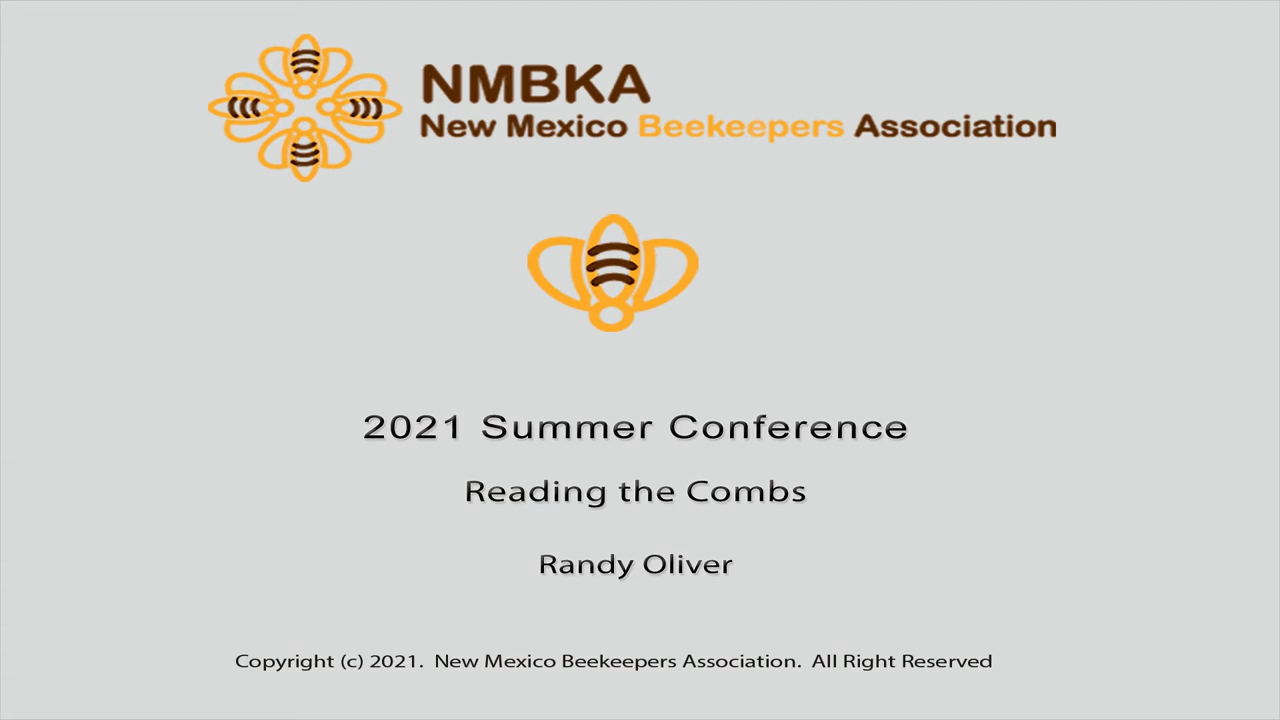 NMBKA
New Mexico Beekeepers Association
2021 Summer Conference
Reading the Combs
Randy Oliver
Copyright (c) 2021. New Mexico Beekeepers Association. All Right Reserved